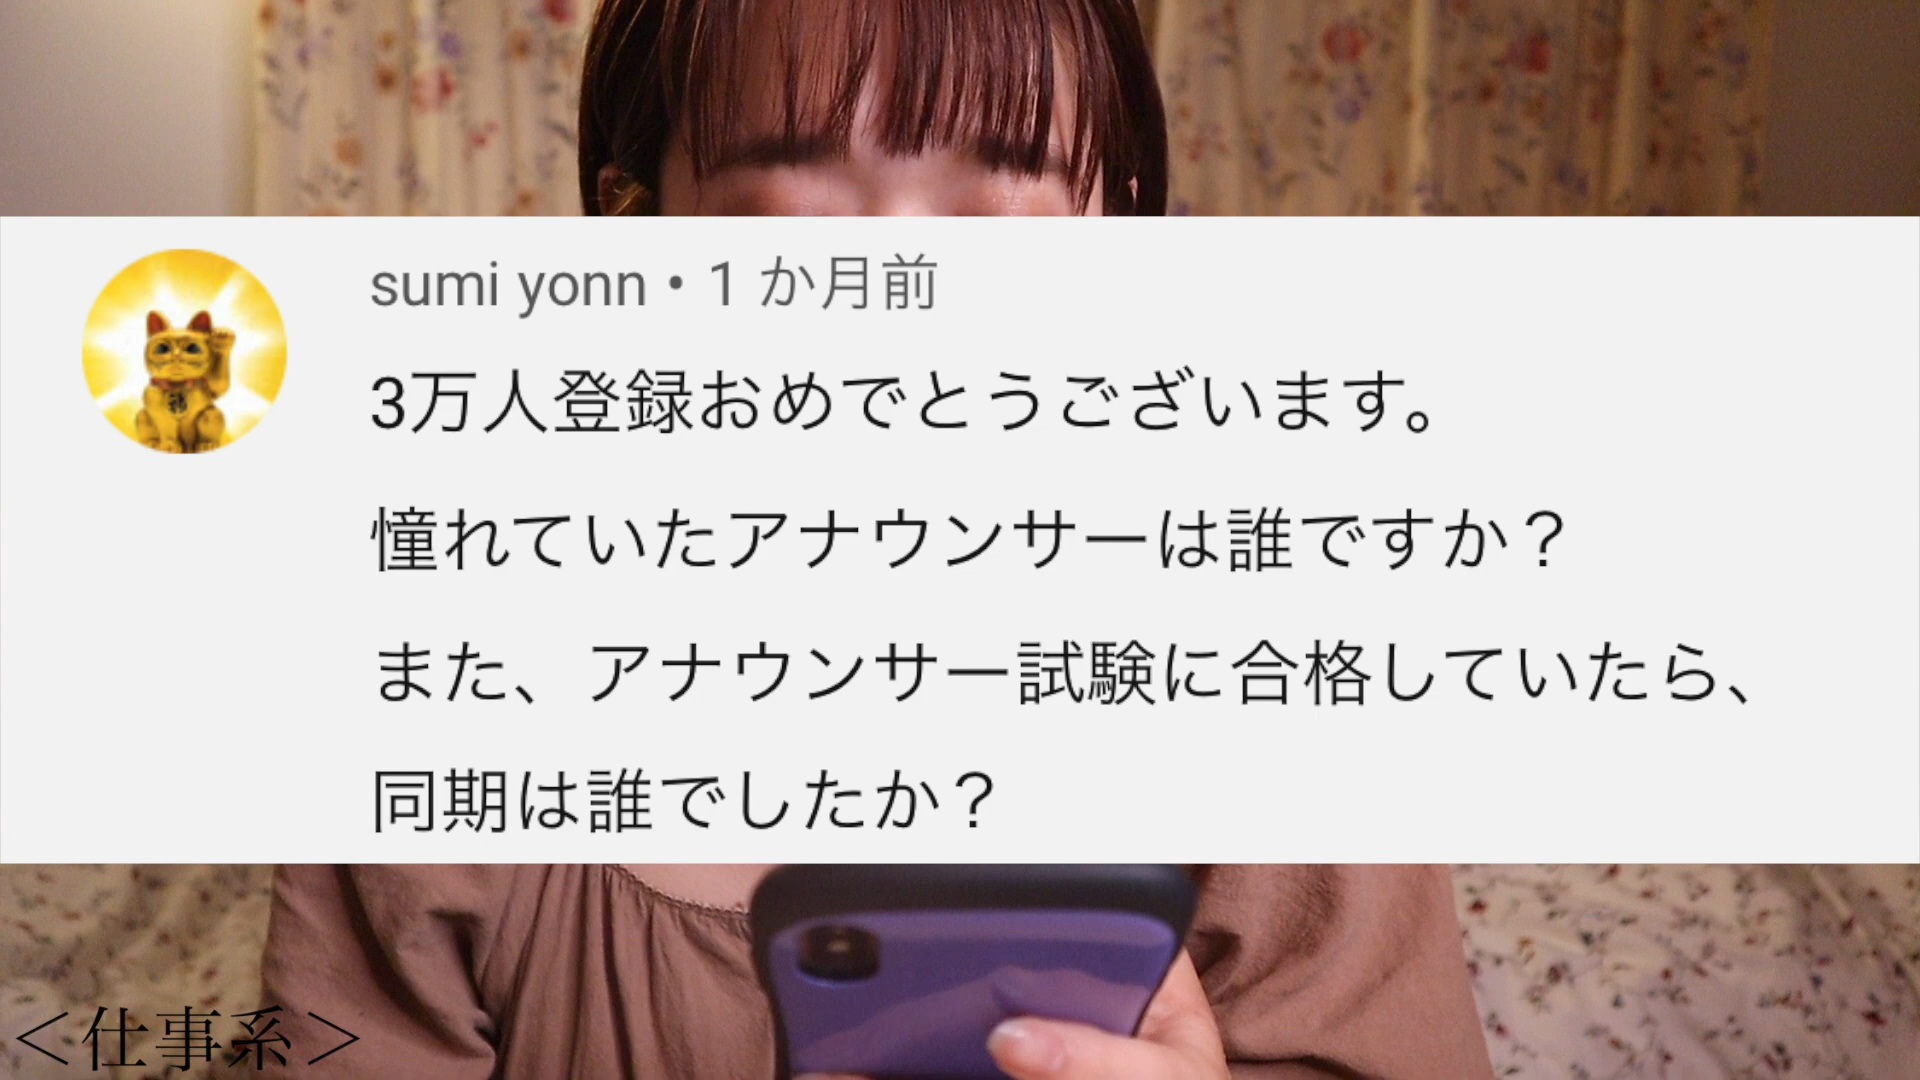 sumi yonn • 1 か月前
3万人登録おめでとうございます。
憧れていたアナウンサーは誰ですか？
また、アナウンサー試験に合格していたら、
同期は誰でしたか？
＜仕事系＞